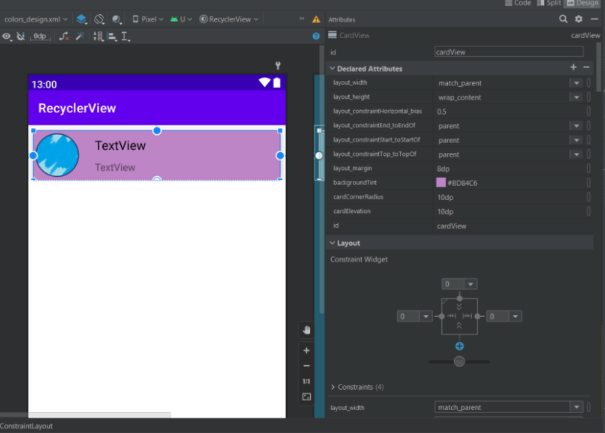 Code Split Design
colors_design.xml Pixel U RecyclerView
Attributes
0dp
CardView cardView
id cardView
Declared Attributes
layout_width match_parent
layout_height wrap_content
layout_constraintHorizontal_bias 0.5
layout_constraintEnd_toEndOf parent
layout_constraintStart_toStartOf parent
layout_constraintTop_toTopOf parent
layout_margin 8dp
backgroundTint #BD84C6
cardCornerRadius 10dp
cardElevation 10dp
id cardView
13:00
RecyclerView
TextView
TextView
Layout
Constraint Widget
0
0 0
50
1:1
Constraints (4)
layout_width match_parent
ConstraintLayout